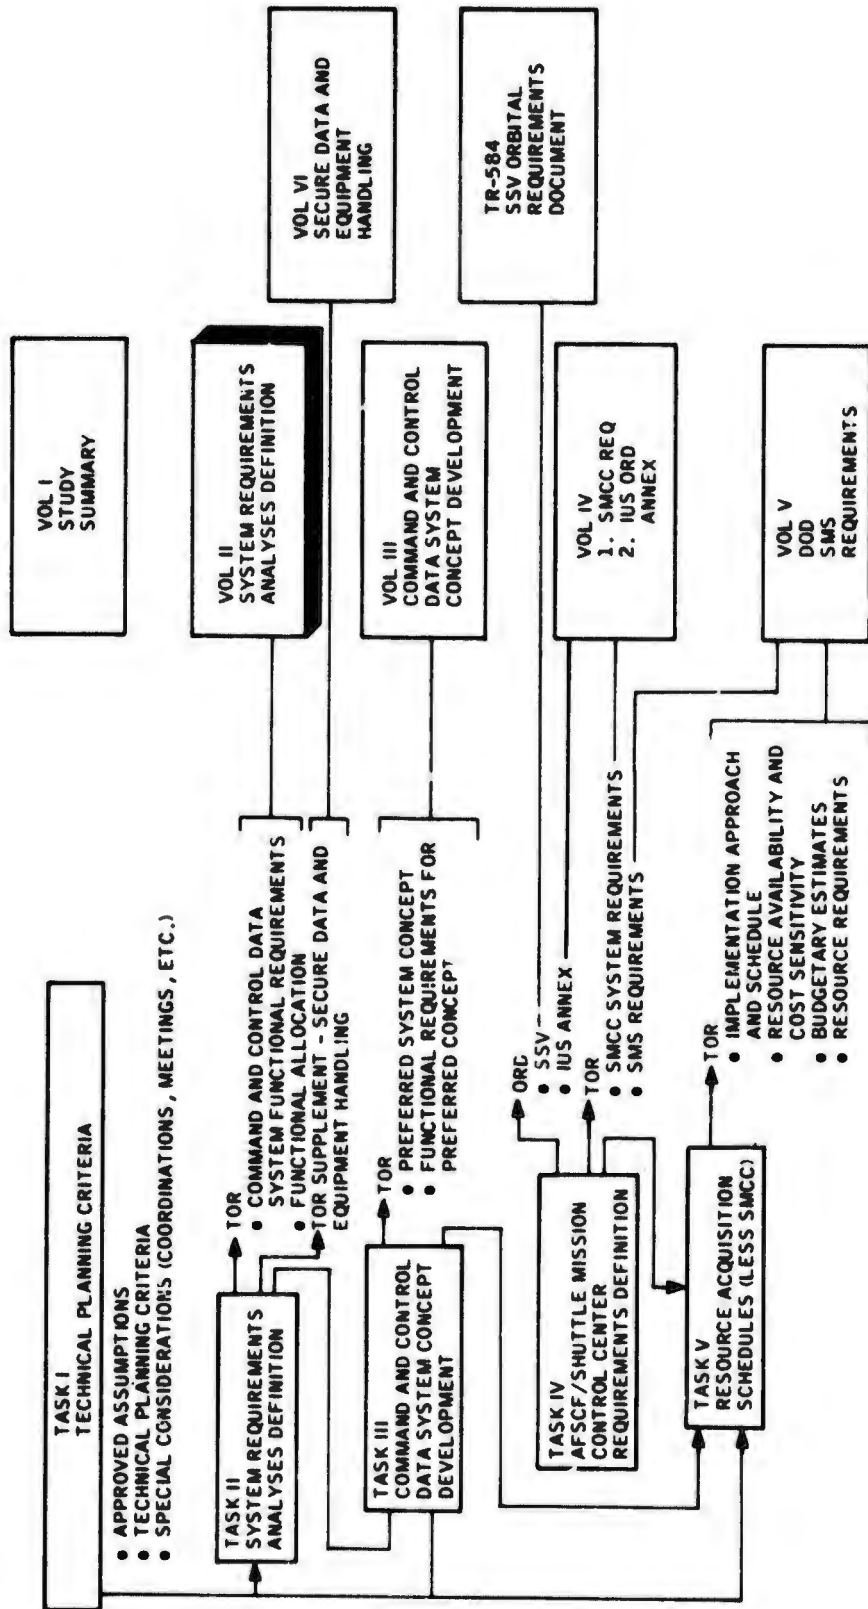 TASK I
TECHNICAL PLANNING CRITERIA
• APPROVED ASSUMPTIONS
• TECHNICAL PLANNING CRITERIA
• SPECIAL CONSIDERATIONS (COORDINATIONS, MEETINGS, ETC.)
TASK II
SYSTEM REQUIREMENTS
ANALYSES DEFINITION
TOR
• COMMAND AND CONTROL DATA
SYSTEM FUNCTIONAL REQUIREMENTS
• FUNCTIONAL ALLOCATION
TOR SUPPLEMENT - SECURE DATA AND
EQUIPMENT HANDLING
TASK III
COMMAND AND CONTROL
DATA SYSTEM CONCEPT
DEVELOPMENT
TOR
• PREFERRED SYSTEM CONCEPT
• FUNCTIONAL REQUIREMENTS FOR
PREFERRED CONCEPT
TASK IV
AFSCF/SHUTTLE MISSION
CONTROL CENTER
REQUIREMENTS DEFINITION
ORD
• SSV
• IUS ANNEX
TOR
• SMCC SYSTEM REQUIREMENTS
• SMS REQUIREMENTS
TASK V
RESOURCE ACQUISITION
SCHEDULES (LESS SMCC)
TOR
• IMPLEMENTATION APPROACH
AND SCHEDULE
• RESOURCE AVAILABILITY AND
COST SENSITIVITY
• BUDGETARY ESTIMATES
• RESOURCE REQUIREMENTS
VOL I
STUDY
SUMMARY
VOL II
SYSTEM REQUIREMENTS
ANALYSES DEFINITION
VOL III
COMMAND AND CONTROL
DATA SYSTEM
CONCEPT DEVELOPMENT
VOL IV
1. SMCC REQ
2. IUS ORD
ANNEX
VOL V
DOD
SMS
REQUIREMENTS
VOL VI
SECURE DATA AND
EQUIPMENT
HANDLING
TR-584
SSV ORBITAL
REQUIREMENTS
DOCUMENT